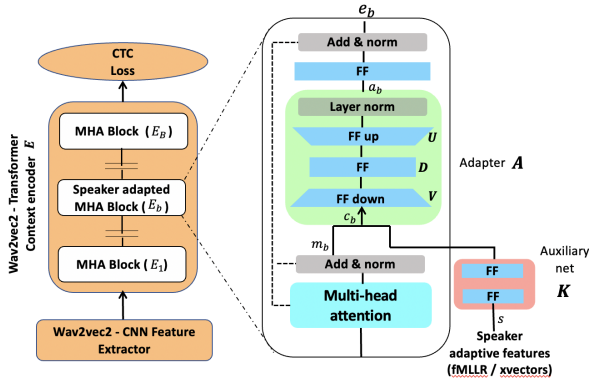 CTC
Loss
Wav2vec2 - Transformer
Context encoder E
MHA Block (E_B)
Speaker adapted
MHA Block (E_b)
MHA Block (E_1)
Wav2vec2 - CNN Feature
Extractor
e_b
Add & norm
FF
a_b
Layer norm
FF up U
FF D
FF down V
c_b
Adapter A
m_b
Add & norm
Multi-head
attention
Auxiliary
net
K
FF
FF
s
Speaker
adaptive features
(fMLLR / xvectors)